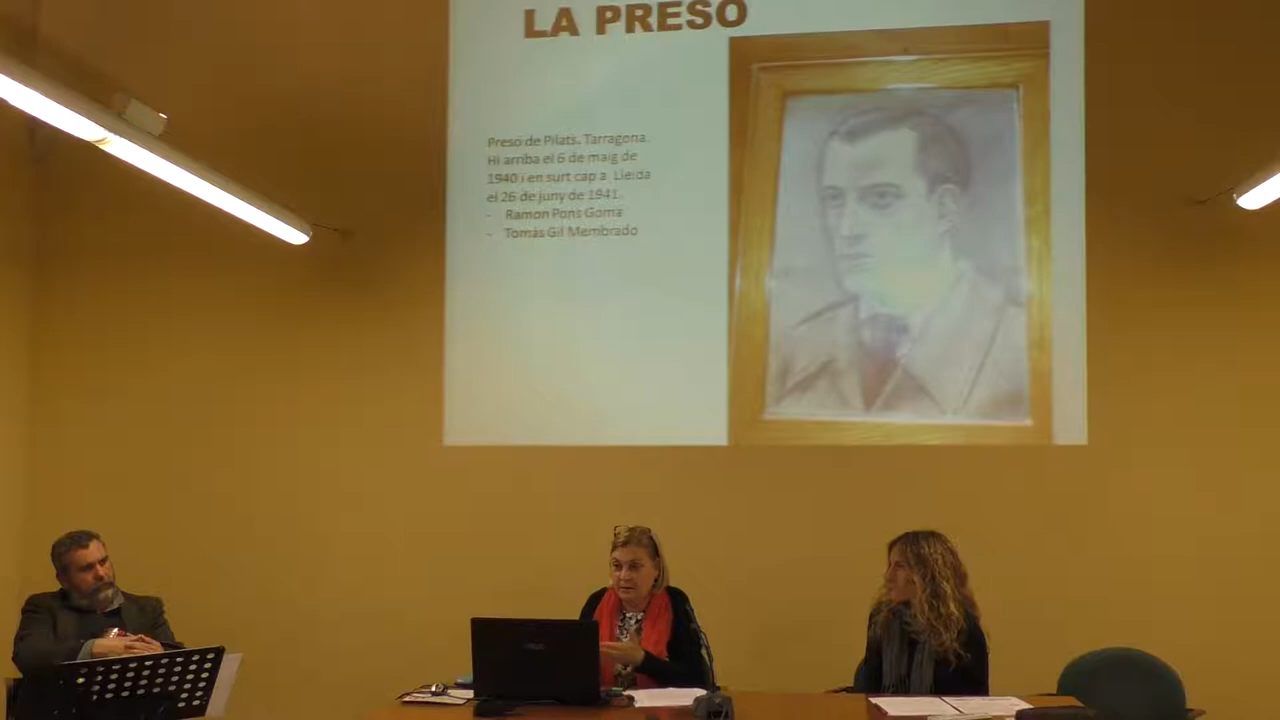 LA PRESÓ
Presó de Pilats. Tarragona.
Hi arriba el 6 de maig de
1940 i en surt cap a Lleida
el 26 de juny de 1941.
- Ramon Pons Goma
- Tomàs Gil Membrado